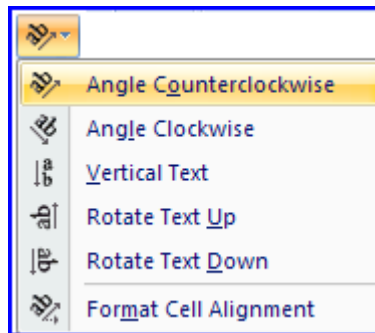 Angle Counterclockwise
Angle Clockwise
Vertical Text
Rotate Text Up
Rotate Text Down
Format Cell Alignment